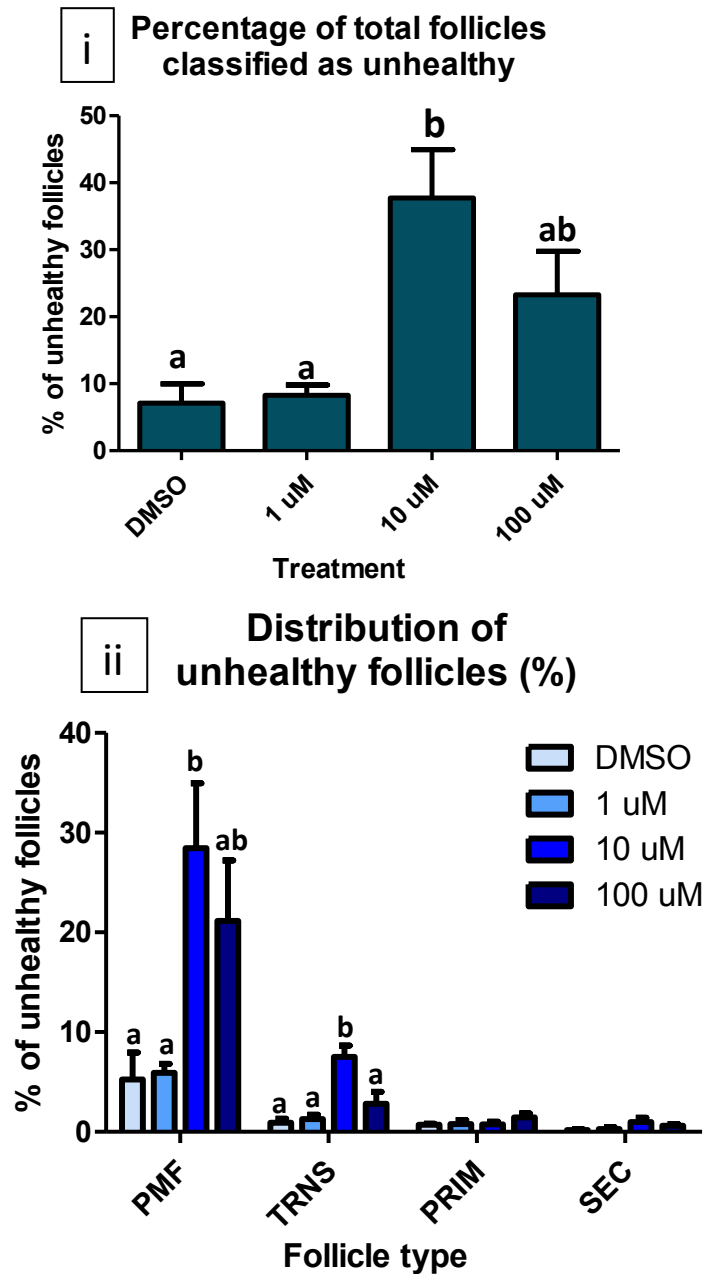 i
Percentage of total follicles
classified as unhealthy
% of unhealthy follicles
50
40
30
20
10
0
a
a
b
ab
DMSO
1 uM
10 uM
100 uM
Treatment
ii
Distribution of
unhealthy follicles (%)
% of unhealthy follicles
40
30
20
10
0
a
a
b
ab
a
a
b
a
DMSO
1 uM
10 uM
100 uM
PMF
TRNS
PRIM
SEC
Follicle type